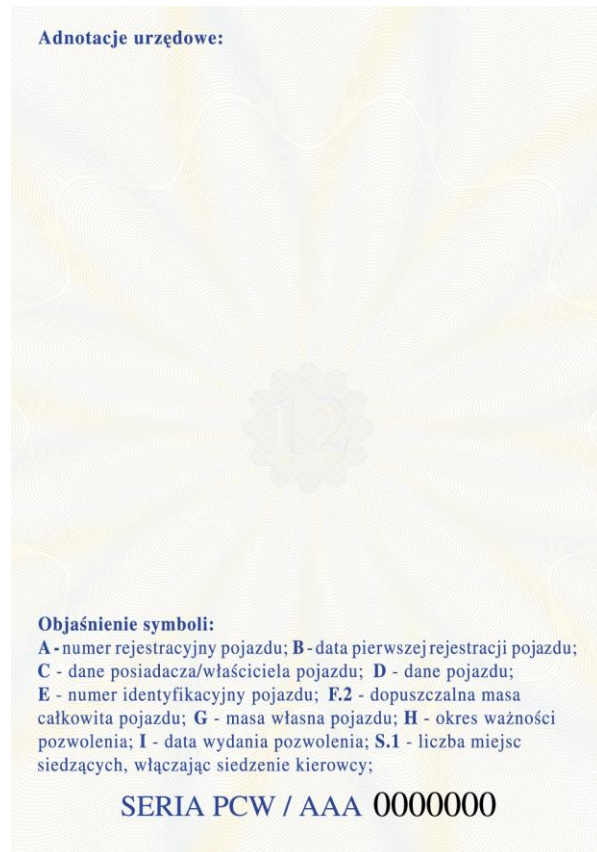 Adnotacje urzędowe:
12
Objaśnienie symboli:
A - numer rejestracyjny pojazdu; B - data pierwszej rejestracji pojazdu;
C - dane posiadacza/właściciela pojazdu; D - dane pojazdu;
E - numer identyfikacyjny pojazdu; F.2 - dopuszczalna masa
całkowita pojazdu; G - masa własna pojazdu; H - okres ważności
pozwolenia; I - data wydania pozwolenia; S.1 - liczba miejsc
siedzących, włączając siedzenie kierowcy;
SERIA PCW / AAA 0000000